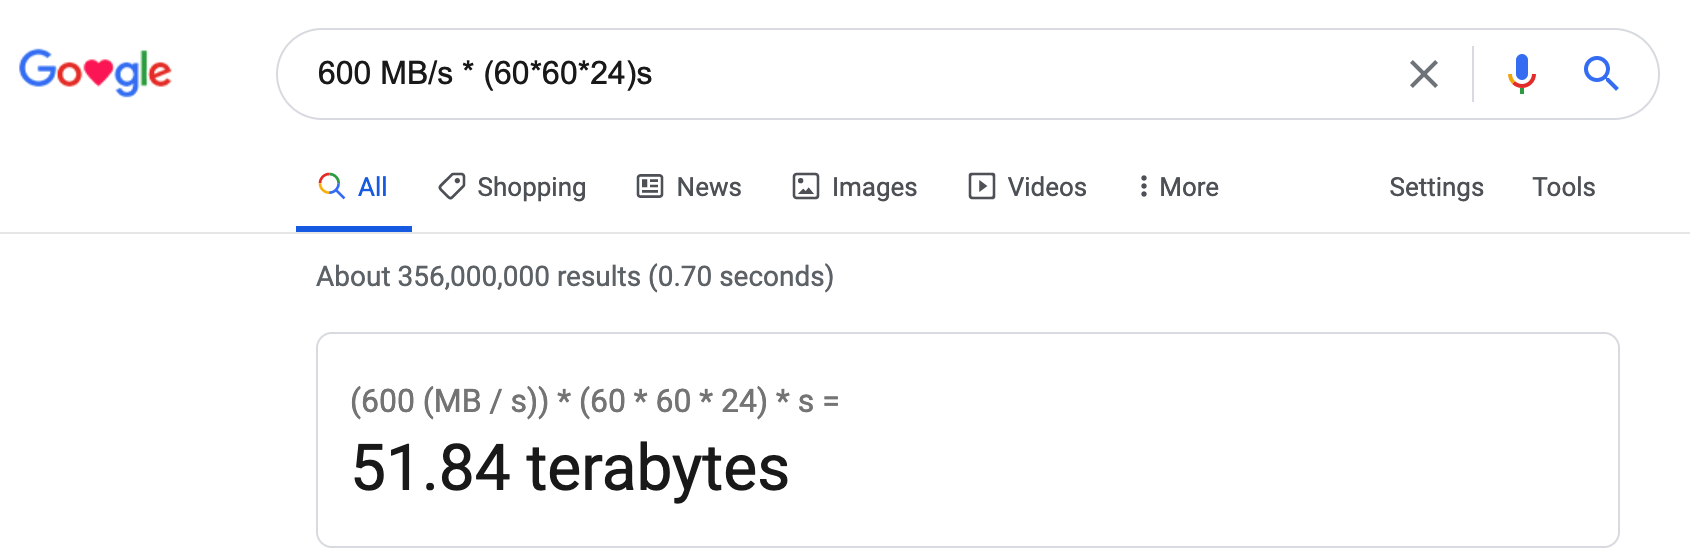 Go❤gle
600 MB/s * (60*60*24)s
All Shopping News Images Videos More Settings Tools
About 356,000,000 results (0.70 seconds)
(600 (MB / s)) * (60 * 60 * 24) * s =
51.84 terabytes